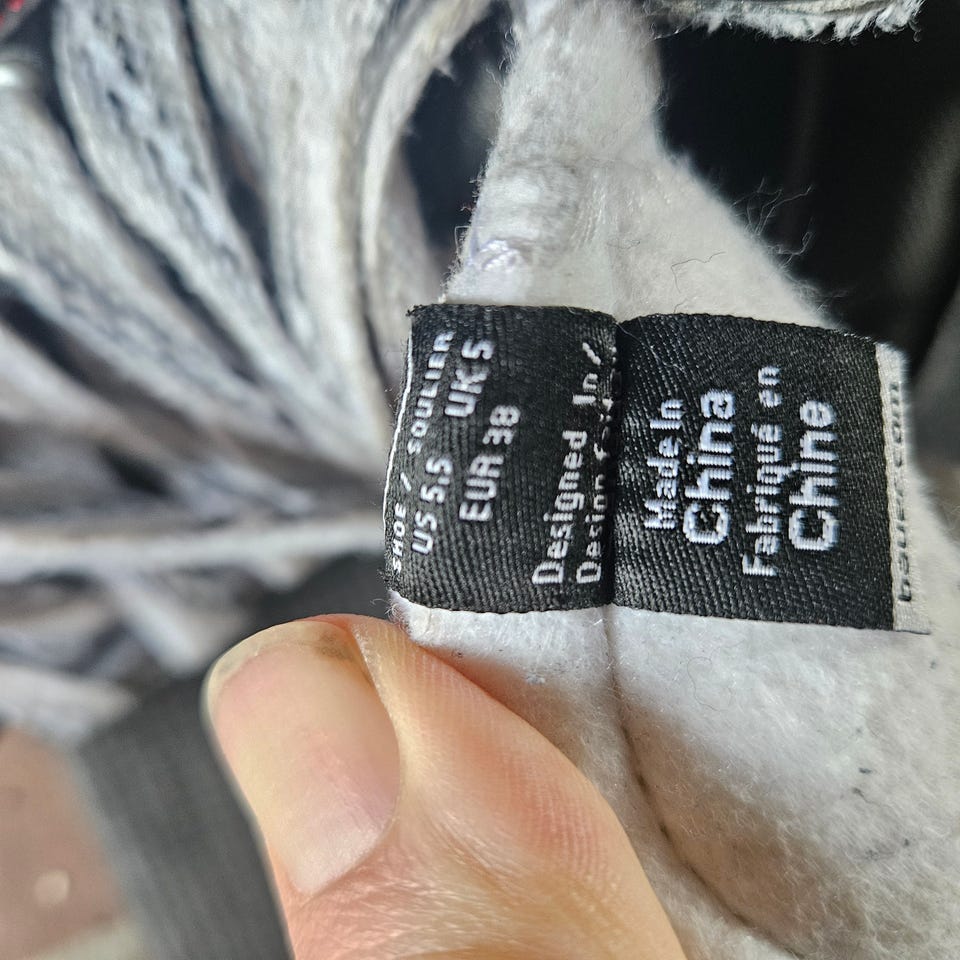 SHOE / SOULIER
US 5.5 UK 5
EUR 38
Designed In/
Made In
China
Fabriqué en
Chine